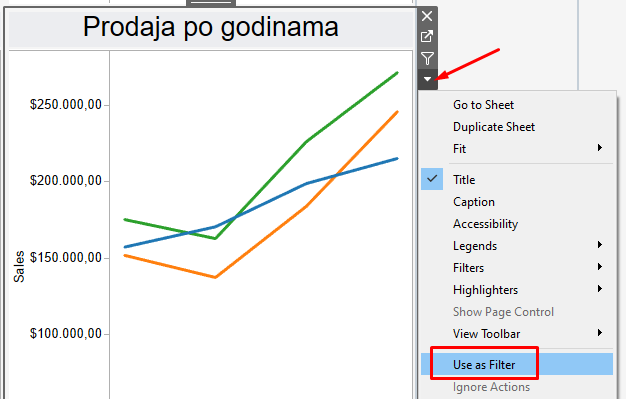 Prodaja po godinama
$250.000,00
$200.000,00
$150.000,00
$100.000,00
Sales
Go to Sheet
Duplicate Sheet
Fit
Title
Caption
Accessibility
Legends
Filters
Highlighters
Show Page Control
View Toolbar
Use as Filter
Ignore Actions